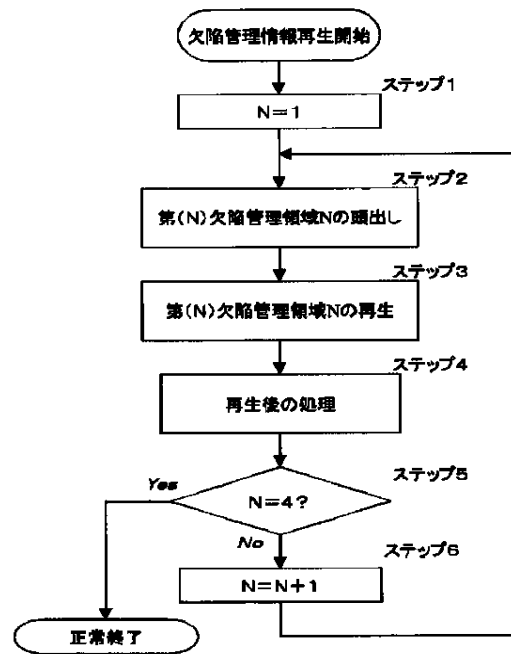 欠陥管理情報再生開始
ステップ1
N=1
ステップ2
第(N)欠陥管理領域Nの頭出し
ステップ3
第(N)欠陥管理領域Nの再生
ステップ4
再生後の処理
ステップ5
Yes
N=4?
No
ステップ6
N=N+1
正常終了